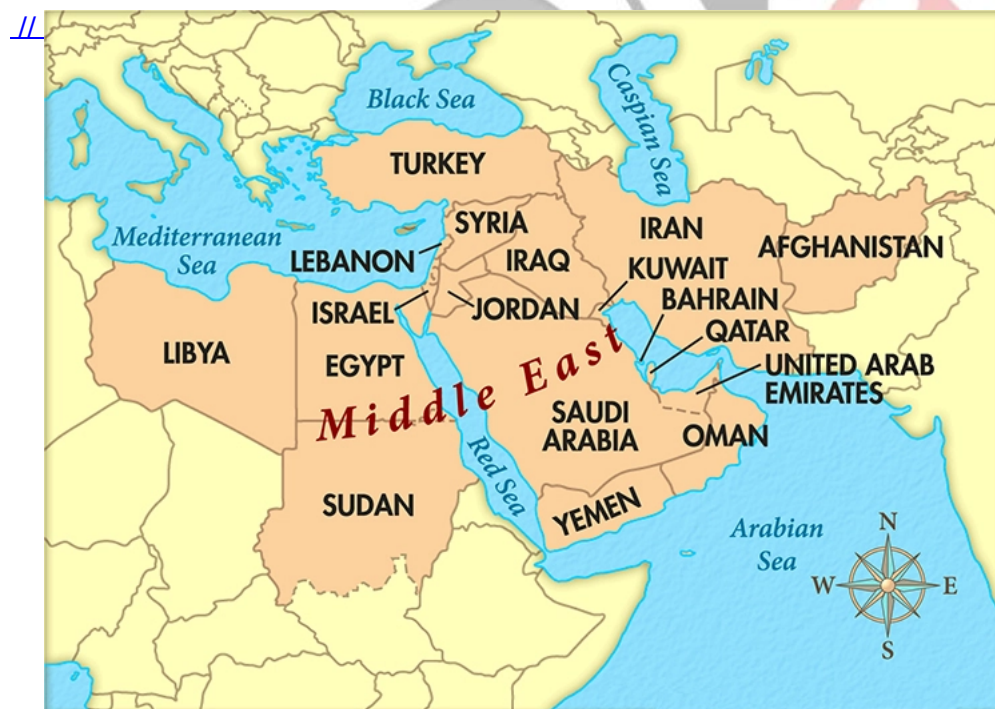 //
Black Sea
Caspian Sea
TURKEY
Mediterranean
Sea
SYRIA
IRAN
LEBANON
IRAQ
AFGHANISTAN
KUWAIT
ISRAEL
JORDAN
BAHRAIN
QATAR
LIBYA
EGYPT
UNITED ARAB
EMIRATES
Middle East
SAUDI
ARABIA
OMAN
Red Sea
SUDAN
YEMEN
Arabian
Sea
N
W
E
S